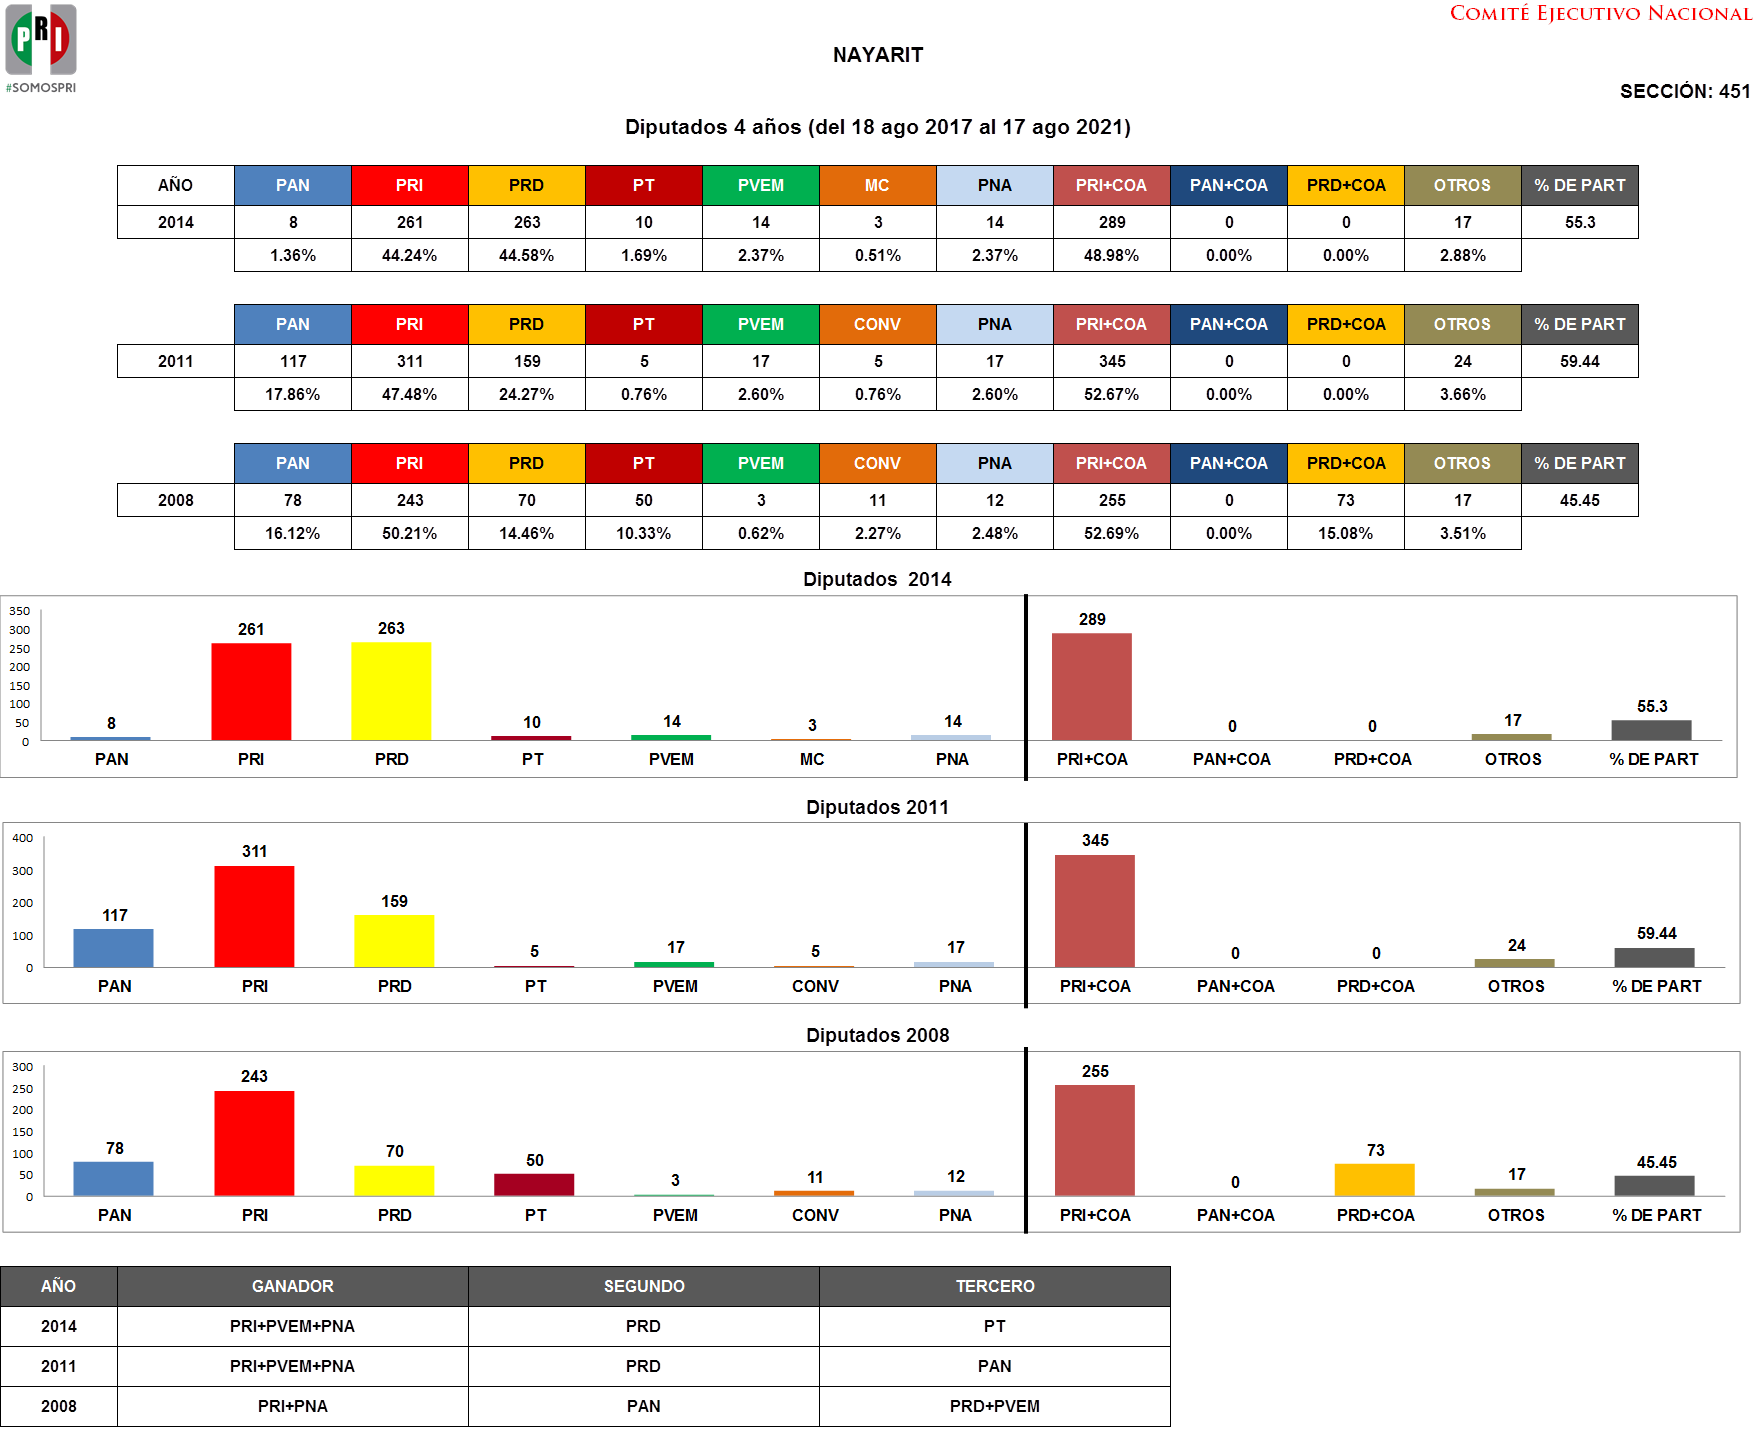 PRI
#SOMOSPRI
COMITÉ EJECUTIVO NACIONAL
NAYARIT
SECCIÓN: 451
Diputados 4 años (del 18 ago 2017 al 17 ago 2021)
AÑO PAN PRI PRD PT PVEM MC PNA PRI+COA PAN+COA PRD+COA OTROS % DE PART
2014 8 261 263 10 14 3 14 289 0 0 17 55.3
1.36% 44.24% 44.58% 1.69% 2.37% 0.51% 2.37% 48.98% 0.00% 0.00% 2.88%
PAN PRI PRD PT PVEM CONV PNA PRI+COA PAN+COA PRD+COA OTROS % DE PART
2011 117 311 159 5 17 5 17 345 0 0 24 59.44
17.86% 47.48% 24.27% 0.76% 2.60% 0.76% 2.60% 52.67% 0.00% 0.00% 3.66%
PAN PRI PRD PT PVEM CONV PNA PRI+COA PAN+COA PRD+COA OTROS % DE PART
2008 78 243 70 50 3 11 12 255 0 73 17 45.45
16.12% 50.21% 14.46% 10.33% 0.62% 2.27% 2.48% 52.69% 0.00% 15.08% 3.51%
Diputados 2014
350
300
250
200
150
100
50
0
8 261 263 10 14 3 14 289 0 0 17 55.3
PAN PRI PRD PT PVEM MC PNA PRI+COA PAN+COA PRD+COA OTROS % DE PART
Diputados 2011
400
300
200
100
0
117 311 159 5 17 5 17 345 0 0 24 59.44
PAN PRI PRD PT PVEM CONV PNA PRI+COA PAN+COA PRD+COA OTROS % DE PART
Diputados 2008
300
250
200
150
100
50
0
78 243 70 50 3 11 12 255 0 73 17 45.45
PAN PRI PRD PT PVEM CONV PNA PRI+COA PAN+COA PRD+COA OTROS % DE PART
AÑO GANADOR SEGUNDO TERCERO
2014 PRI+PVEM+PNA PRD PT
2011 PRI+PVEM+PNA PRD PAN
2008 PRI+PNA PAN PRD+PVEM